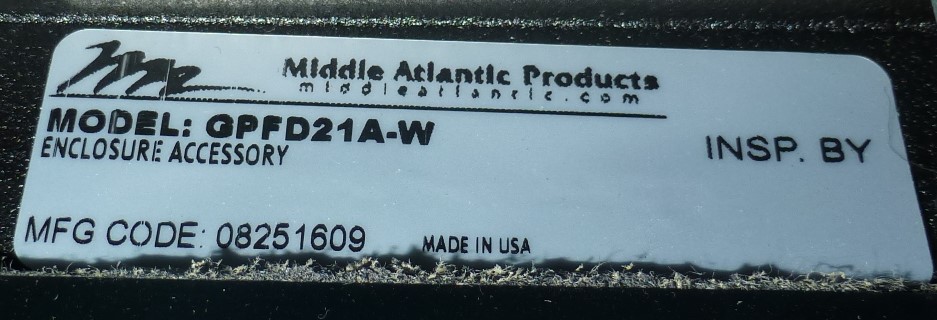 Middle Atlantic Products
middleatlantic.com
MODEL: GPFD21A-W
ENCLOSURE ACCESSORY
INSP. BY
MFG CODE: 08251609
MADE IN USA